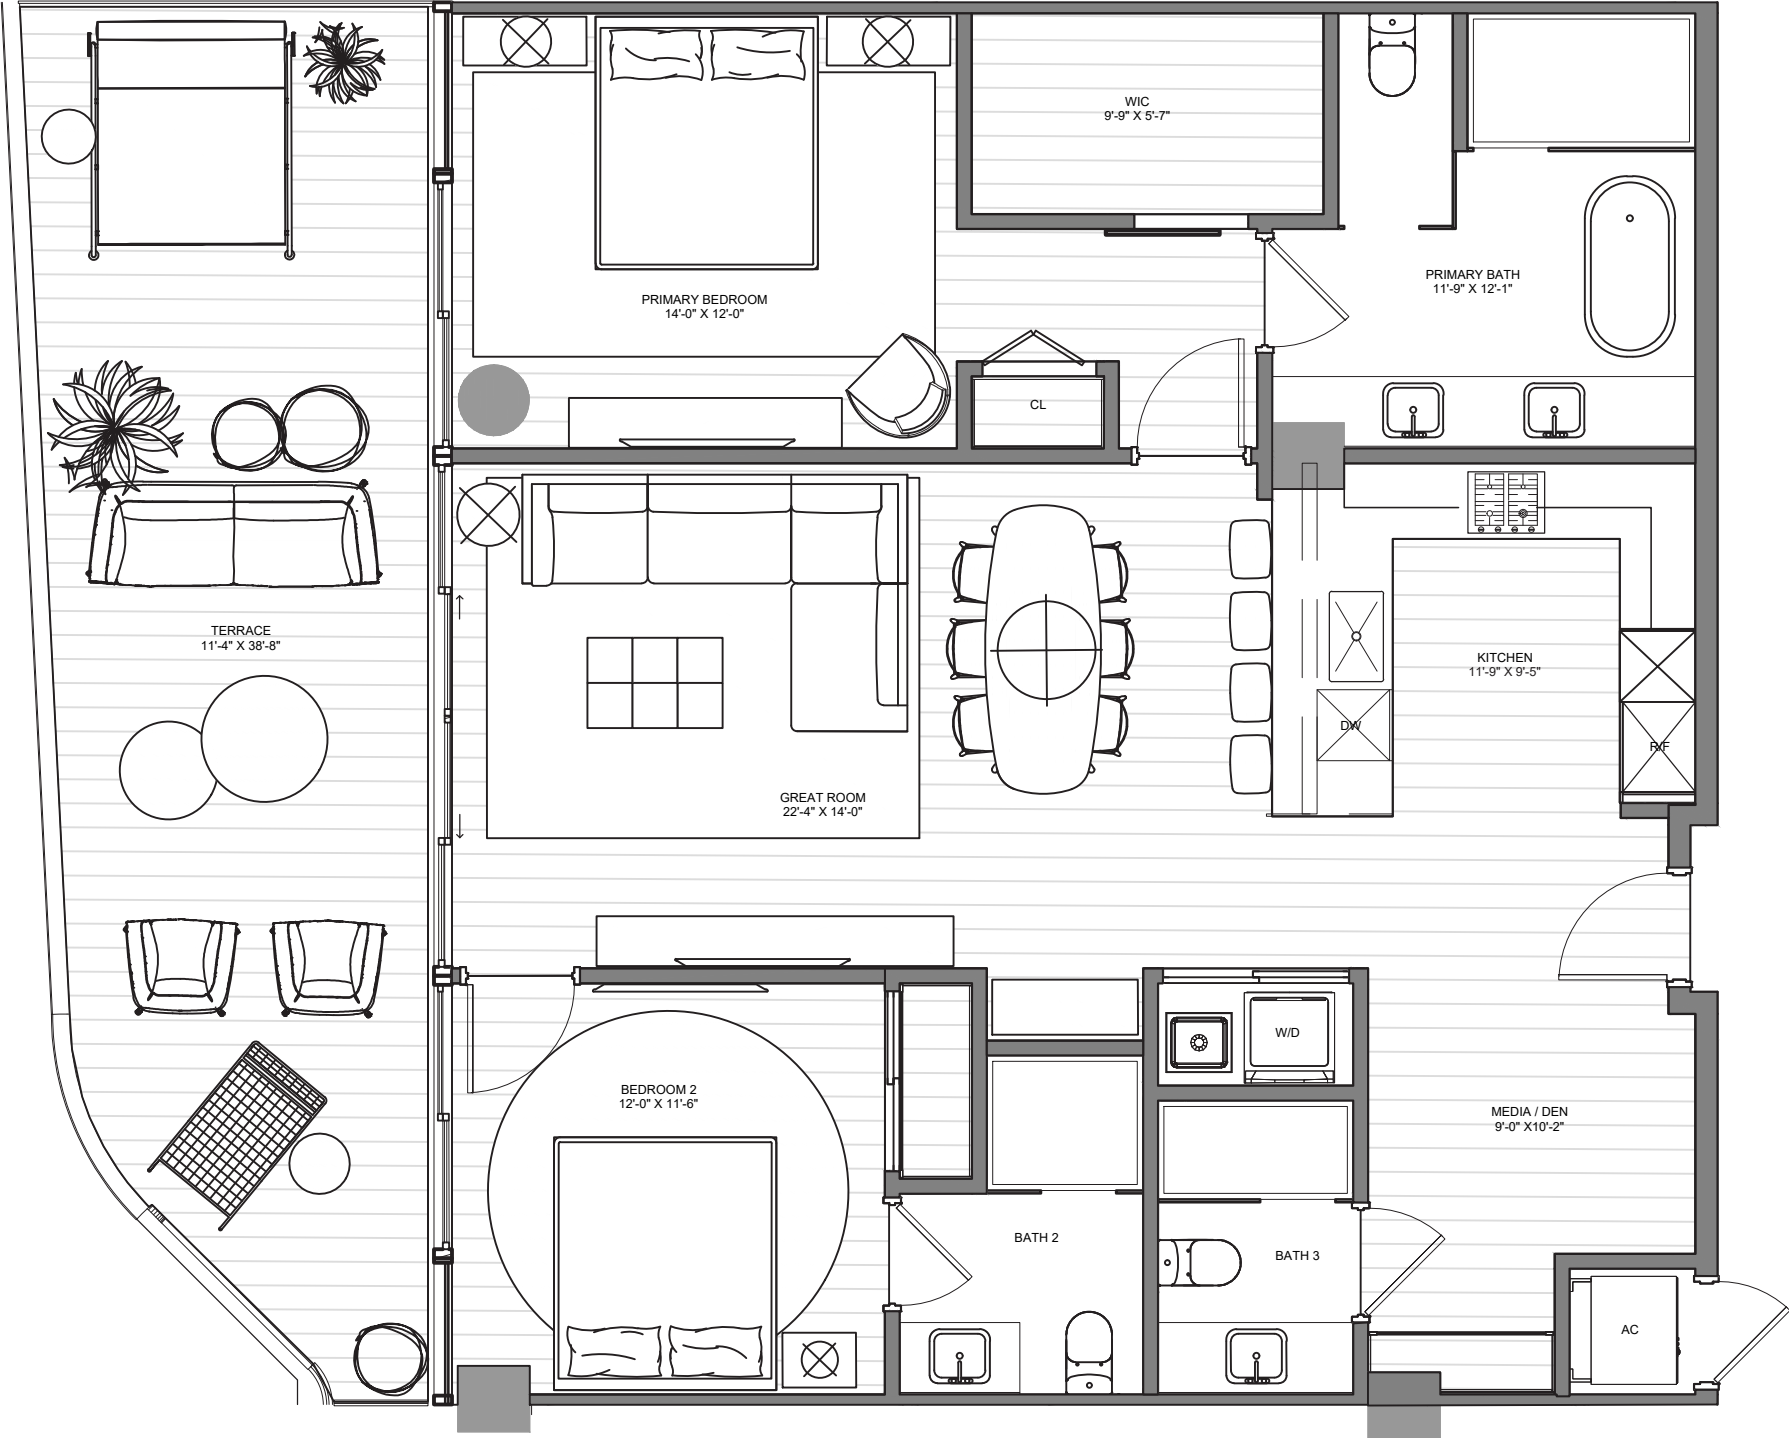 WIC
9'-9" X 5'-7"
PRIMARY BEDROOM
14'-0" X 12'-0"
PRIMARY BATH
11'-9" X 12'-1"
CL
TERRACE
11'-4" X 38'-8"
KITCHEN
11'-9" X 9'-5"
DW
R/F
GREAT ROOM
22'-4" X 14'-0"
W/D
BEDROOM 2
12'-0" X 11'-6"
MEDIA / DEN
9'-0" X10'-2"
BATH 2
BATH 3
AC